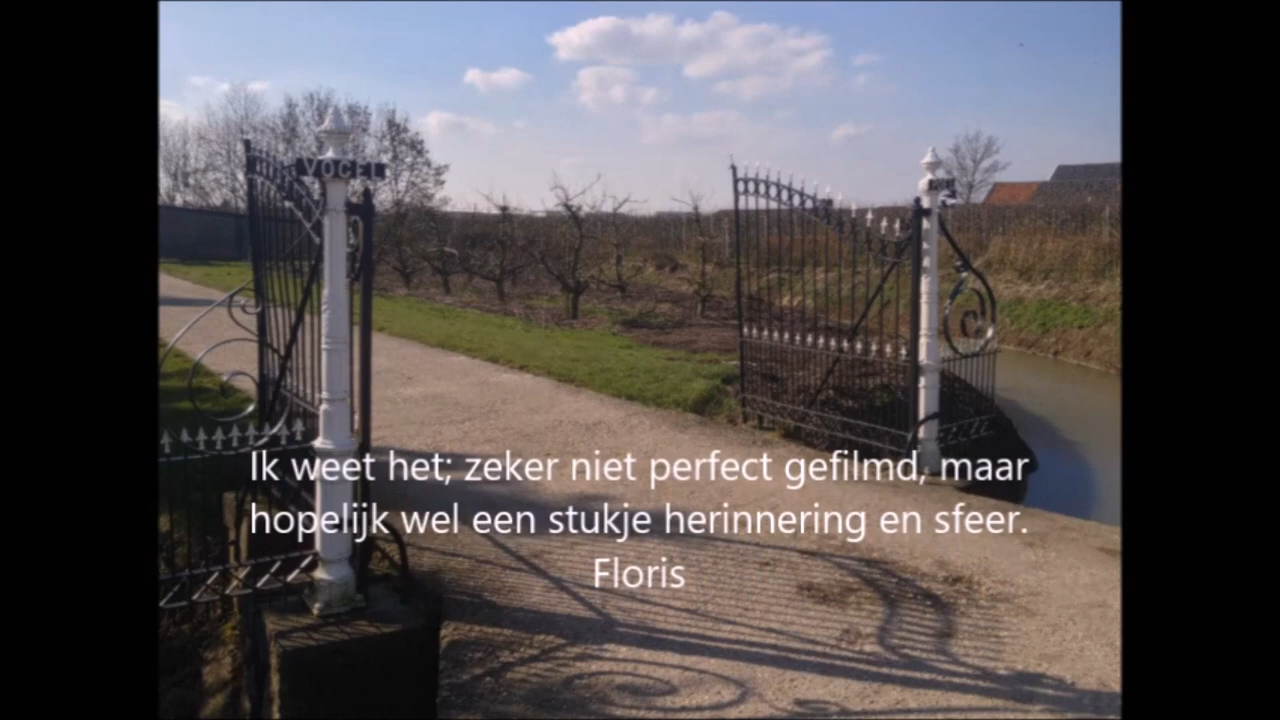 VOGEL
Ik weet het; zeker niet perfect gefilmd, maar
hopelijk wel een stukje herinnering en sfeer.
Floris